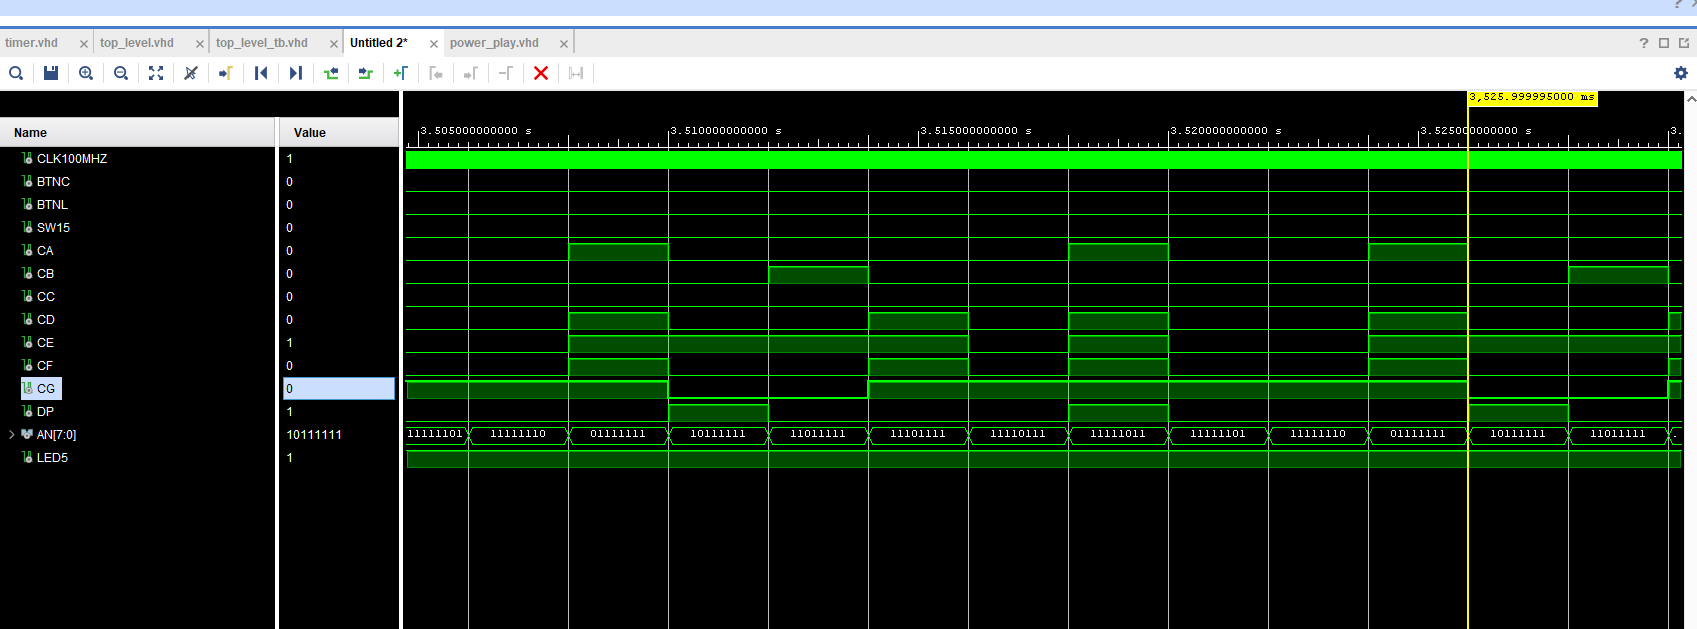 timer.vhd top_level.vhd top_level_tb.vhd Untitled 2* power_play.vhd
3,525.999995000 ms
Name Value
3.505000000000 s 3.510000000000 s 3.515000000000 s 3.520000000000 s 3.525000000000 s 3.
CLK100MHZ 1
BTNC 0
BTNL 0
SW15 0
CA 0
CB 0
CC 0
CD 0
CE 1
CF 0
CG 0
DP 1
AN[7:0] 10111111 11111101 11111110 01111111 10111111 11011111 11101111 11110111 11111011 11111101 11111110 01111111 10111111 11011111
LED5 1